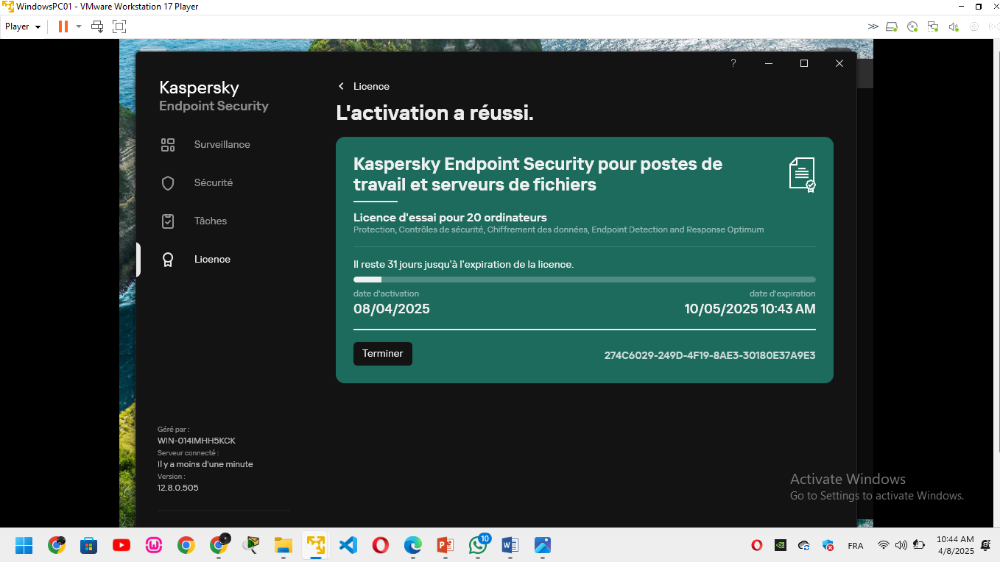 WindowsPC01 - VMware Workstation 17 Player
Player
Kaspersky
Endpoint Security
Surveillance
Sécurité
Tâches
Licence
Géré par :
WIN-014IMHH5KCK
Serveur connecté :
Il y a moins d'une minute
Version :
12.8.0.505
?
Licence
L'activation a réussi.
Kaspersky Endpoint Security pour postes de
travail et serveurs de fichiers
Licence d'essai pour 20 ordinateurs
Protection, Contrôles de sécurité, Chiffrement des données, Endpoint Detection and Response Optimum
Il reste 31 jours jusqu'à l'expiration de la licence.
date d'activation
date d'expiration
08/04/2025
10/05/2025 10:43 AM
Terminer
274C6029-249D-4F19-8AE3-30180E37A9E3
Activate Windows
Go to Settings to activate Windows.
10
FRA
10:44 AM
4/8/2025